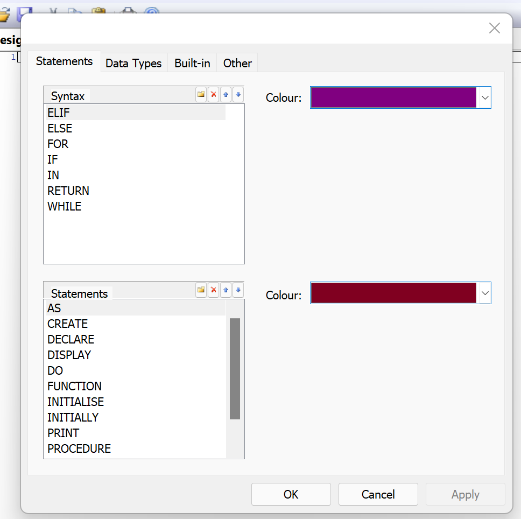 esig
1
Statements
Data Types
Built-in
Other
Syntax
Colour:
ELIF
ELSE
FOR
IF
IN
RETURN
WHILE
Statements
Colour:
AS
CREATE
DECLARE
DISPLAY
DO
FUNCTION
INITIALISE
INITIALLY
PRINT
PROCEDURE
OK
Cancel
Apply